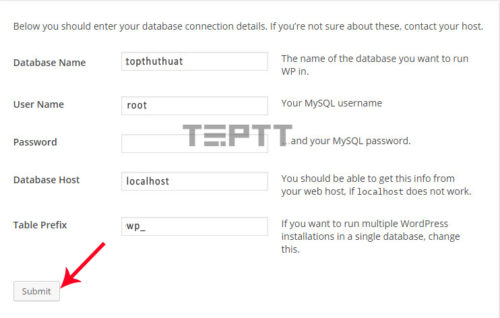 Below you should enter your database connection details. If you're not sure about these, contact your host.
Database Name
topthuthuat
The name of the database you want to run
WP in.
User Name
root
Your MySQL username
TEPTT
Password
...and your MySQL password.
Database Host
localhost
You should be able to get this info from
your web host, if localhost does not work.
Table Prefix
wp_
If you want to run multiple WordPress
installations in a single database, change
this.
Submit